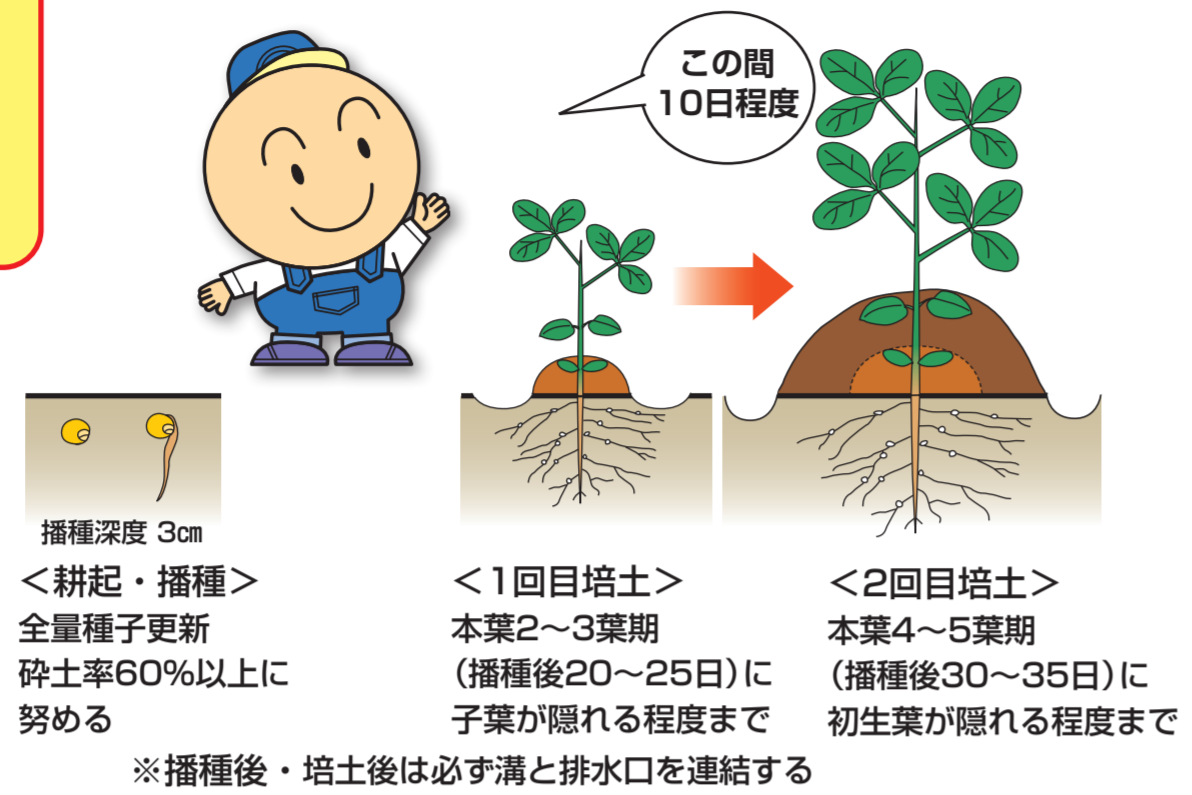 この間
10日程度
播種深度 3㎝
＜耕起・播種＞
全量種子更新
砕土率60%以上に
努める
＜1回目培土＞
本葉2～3葉期
（播種後20～25日）に
子葉が隠れる程度まで
＜2回目培土＞
本葉4～5葉期
（播種後30～35日）に
初生葉が隠れる程度まで
※播種後・培土後は必ず溝と排水口を連結する